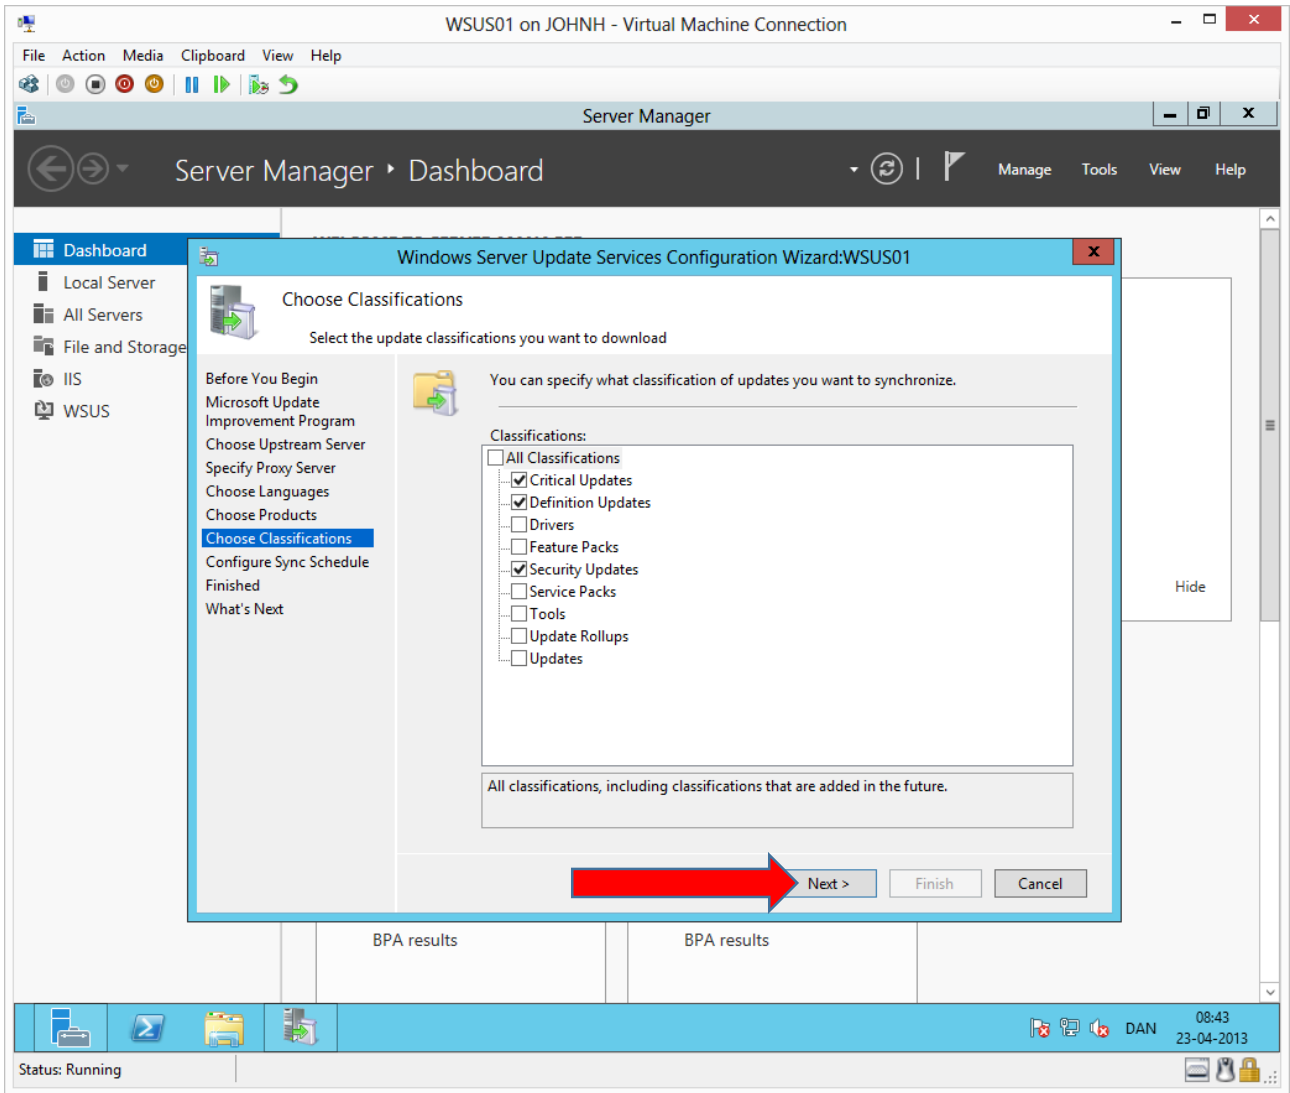 WSUS01 on JOHNH - Virtual Machine Connection
File Action Media Clipboard View Help
Server Manager
Server Manager Dashboard
Manage Tools View Help
Dashboard
Local Server
All Servers
File and Storage
IIS
WSUS
Windows Server Update Services Configuration Wizard:WSUS01
Choose Classifications
Select the update classifications you want to download
Before You Begin
Microsoft Update
Improvement Program
Choose Upstream Server
Specify Proxy Server
Choose Languages
Choose Products
Choose Classifications
Configure Sync Schedule
Finished
What's Next
You can specify what classification of updates you want to synchronize.
Classifications:
All Classifications
Critical Updates
Definition Updates
Drivers
Feature Packs
Security Updates
Service Packs
Tools
Update Rollups
Updates
All classifications, including classifications that are added in the future.
Next >
Finish
Cancel
Hide
BPA results
BPA results
DAN
08:43
23-04-2013
Status: Running